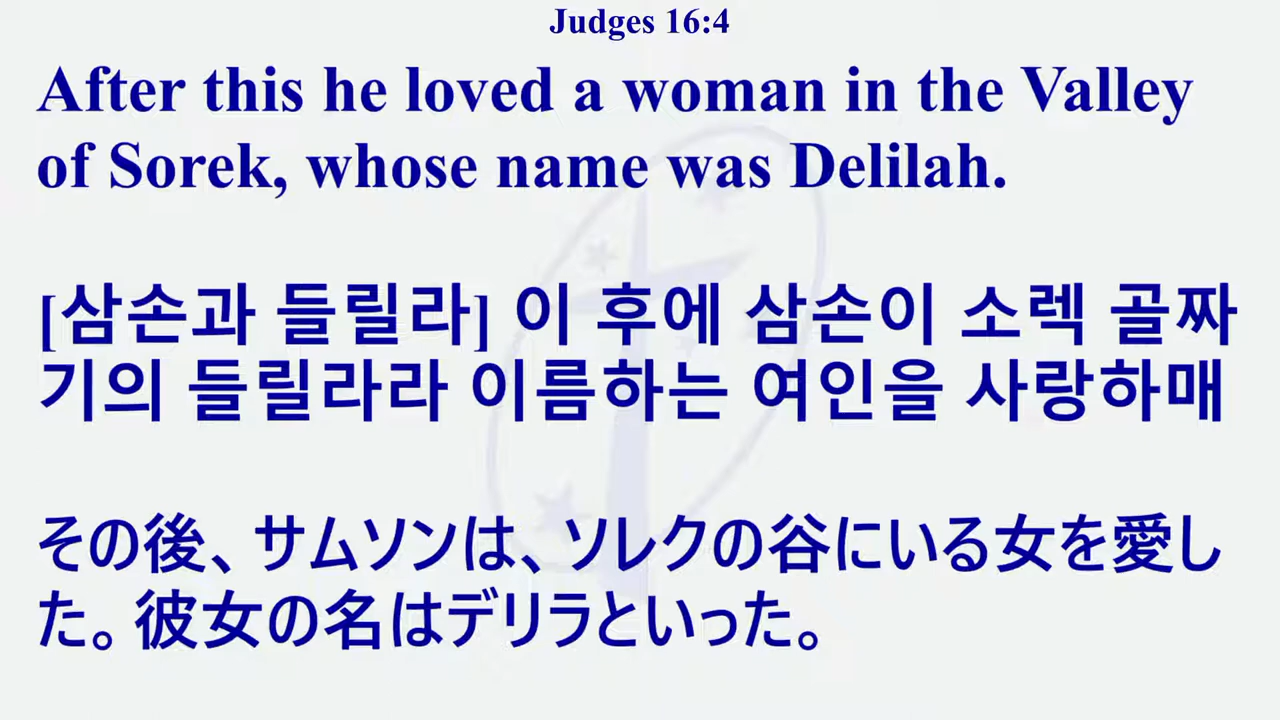 Judges 16:4
After this he loved a woman in the Valley
of Sorek, whose name was Delilah.
[삼손과 들릴라] 이 후에 삼손이 소렉 골짜
기의 들릴라라 이름하는 여인을 사랑하매
その後、サムソンは、ソレクの谷にいる女を愛し
た。彼女の名はデリラといった。